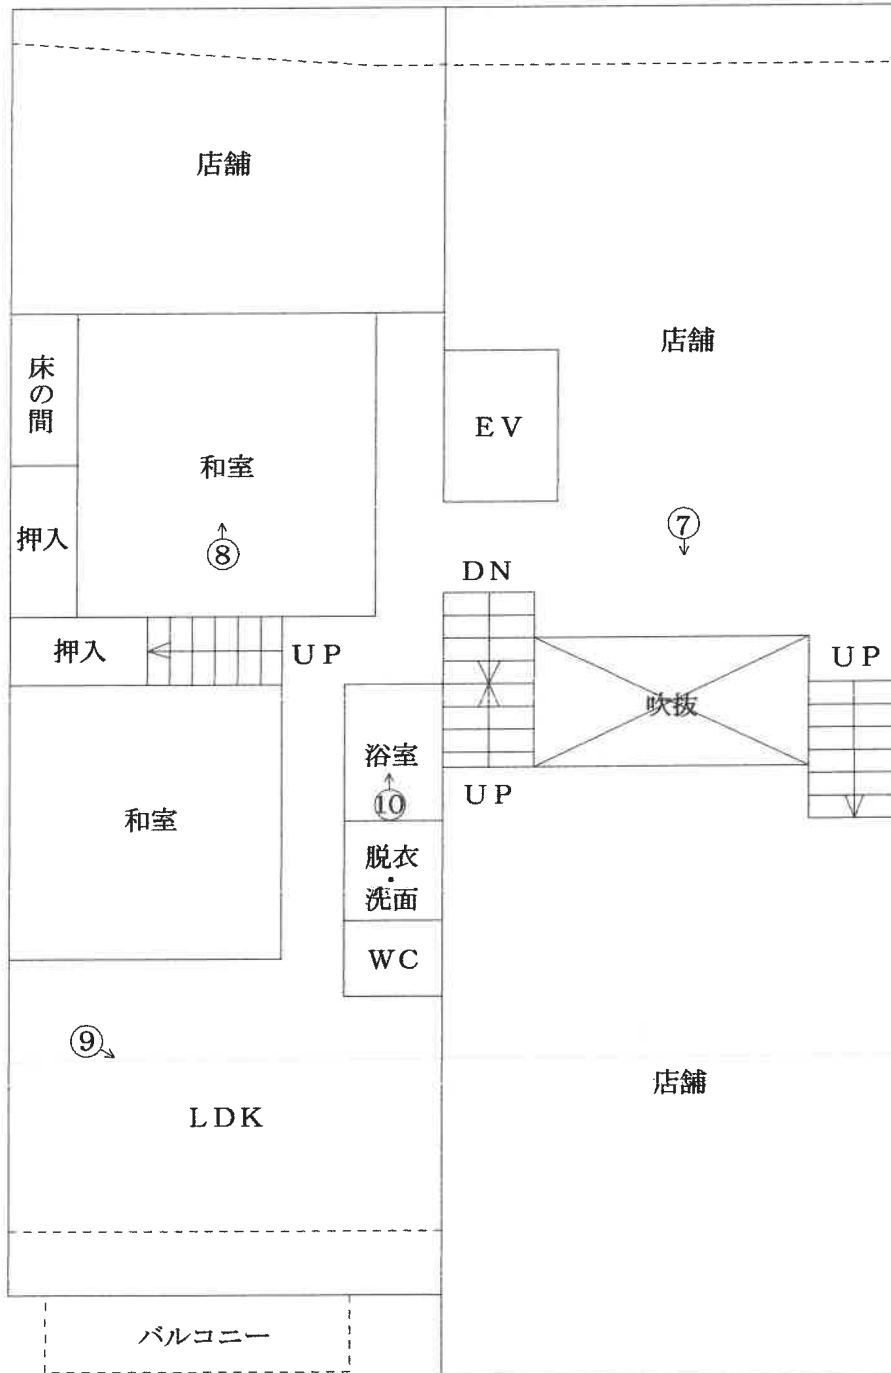 店舗
店舗
床の間
EV
和室
⑦
押入
⑧
DN
押入
UP
UP
吹抜
浴室
⑩
UP
和室
脱衣
・
洗面
WC
⑨
店舗
LDK
バルコニー